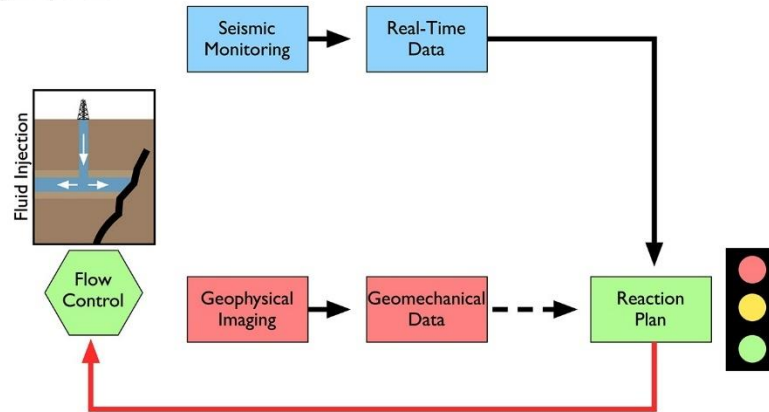 Seismic
Monitoring
Real-Time
Data
Fluid Injection
Flow
Control
Geophysical
Imaging
Geomechanical
Data
Reaction
Plan